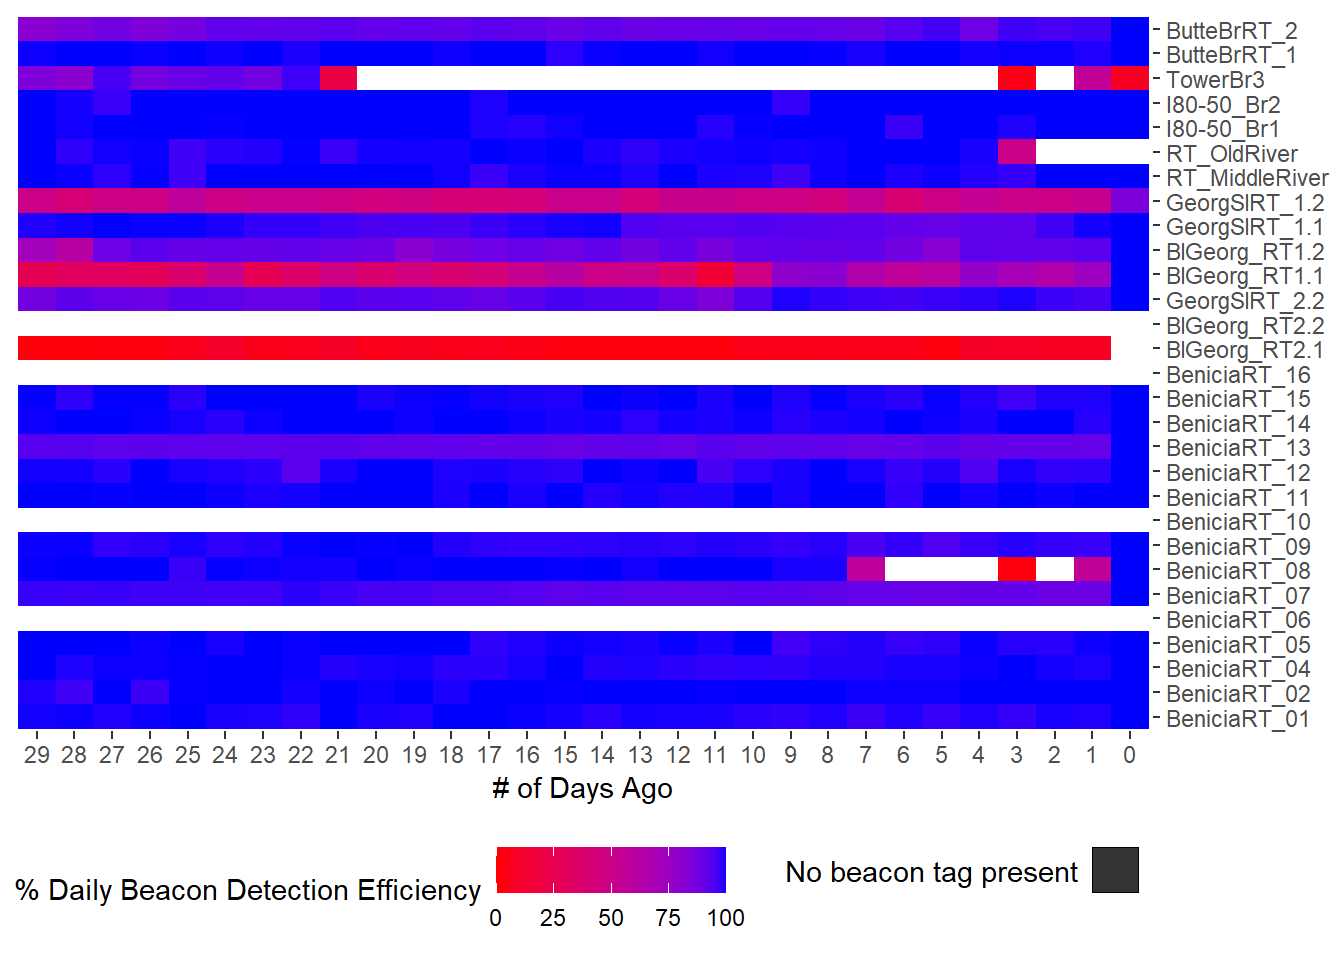 ButteBrRT_2
ButteBrRT_1
TowerBr3
I80-50_Br2
I80-50_Br1
RT_OldRiver
RT_MiddleRiver
GeorgSlRT_1.2
GeorgSlRT_1.1
BlGeorg_RT1.2
BlGeorg_RT1.1
GeorgSlRT_2.2
BlGeorg_RT2.2
BlGeorg_RT2.1
BeniciaRT_16
BeniciaRT_15
BeniciaRT_14
BeniciaRT_13
BeniciaRT_12
BeniciaRT_11
BeniciaRT_10
BeniciaRT_09
BeniciaRT_08
BeniciaRT_07
BeniciaRT_06
BeniciaRT_05
BeniciaRT_04
BeniciaRT_02
BeniciaRT_01
29 28 27 26 25 24 23 22 21 20 19 18 17 16 15 14 13 12 11 10 9 8 7 6 5 4 3 2 1 0
# of Days Ago
% Daily Beacon Detection Efficiency
0 25 50 75 100
No beacon tag present